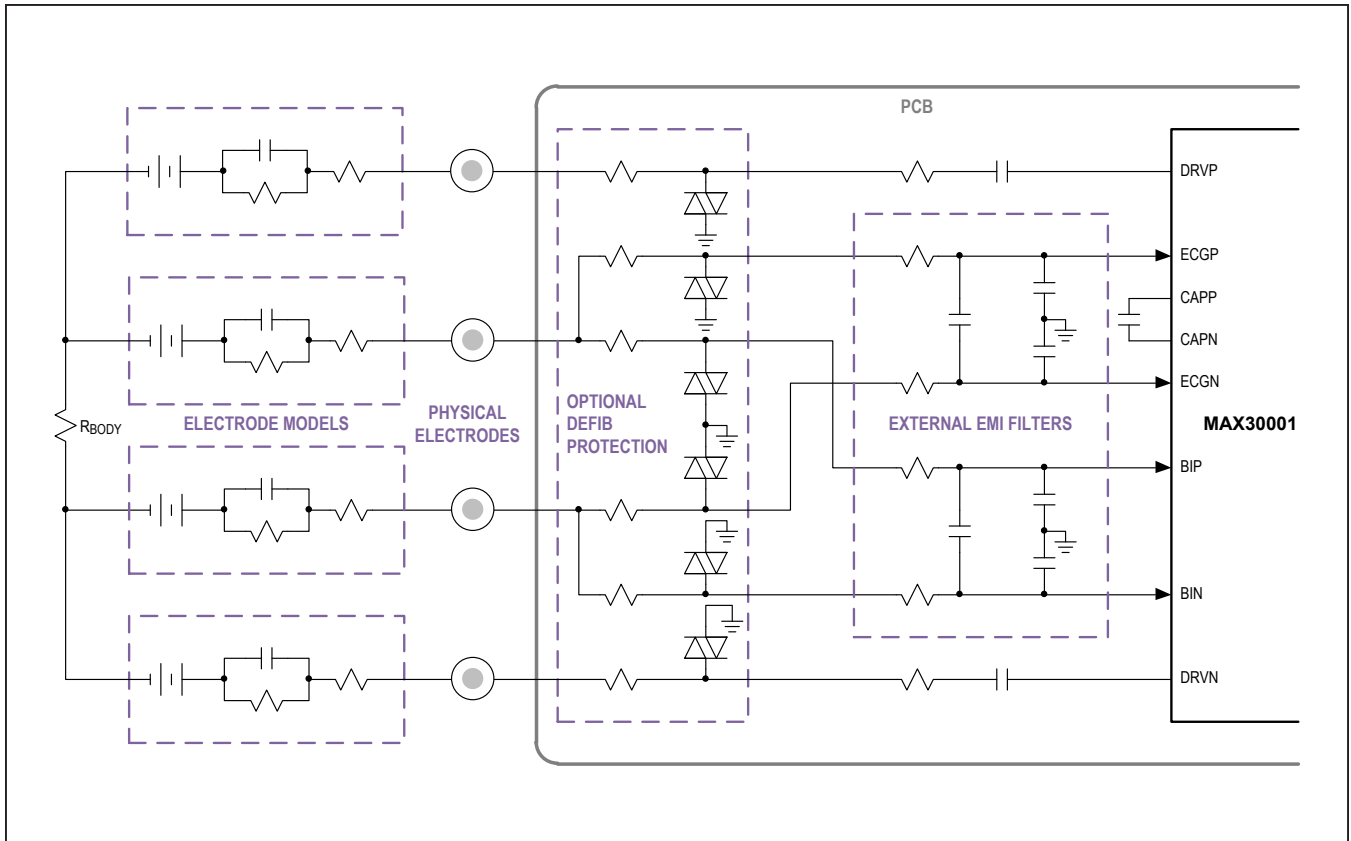 PCB
DRVP
ECGP
CAPP
CAPN
ECGN
RBODY
ELECTRODE MODELS
PHYSICAL
ELECTRODES
OPTIONAL
DEFIB
PROTECTION
EXTERNAL EMI FILTERS
MAX30001
BIP
BIN
DRVN